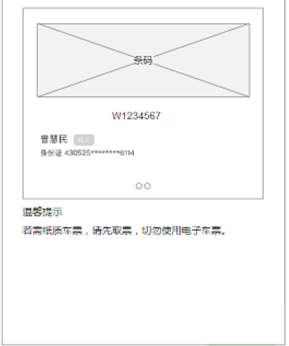 条码
W1234567
曾慧民
身份证 430525********6114
温馨提示
若需纸质车票，请先取票，切勿使用电子车票。